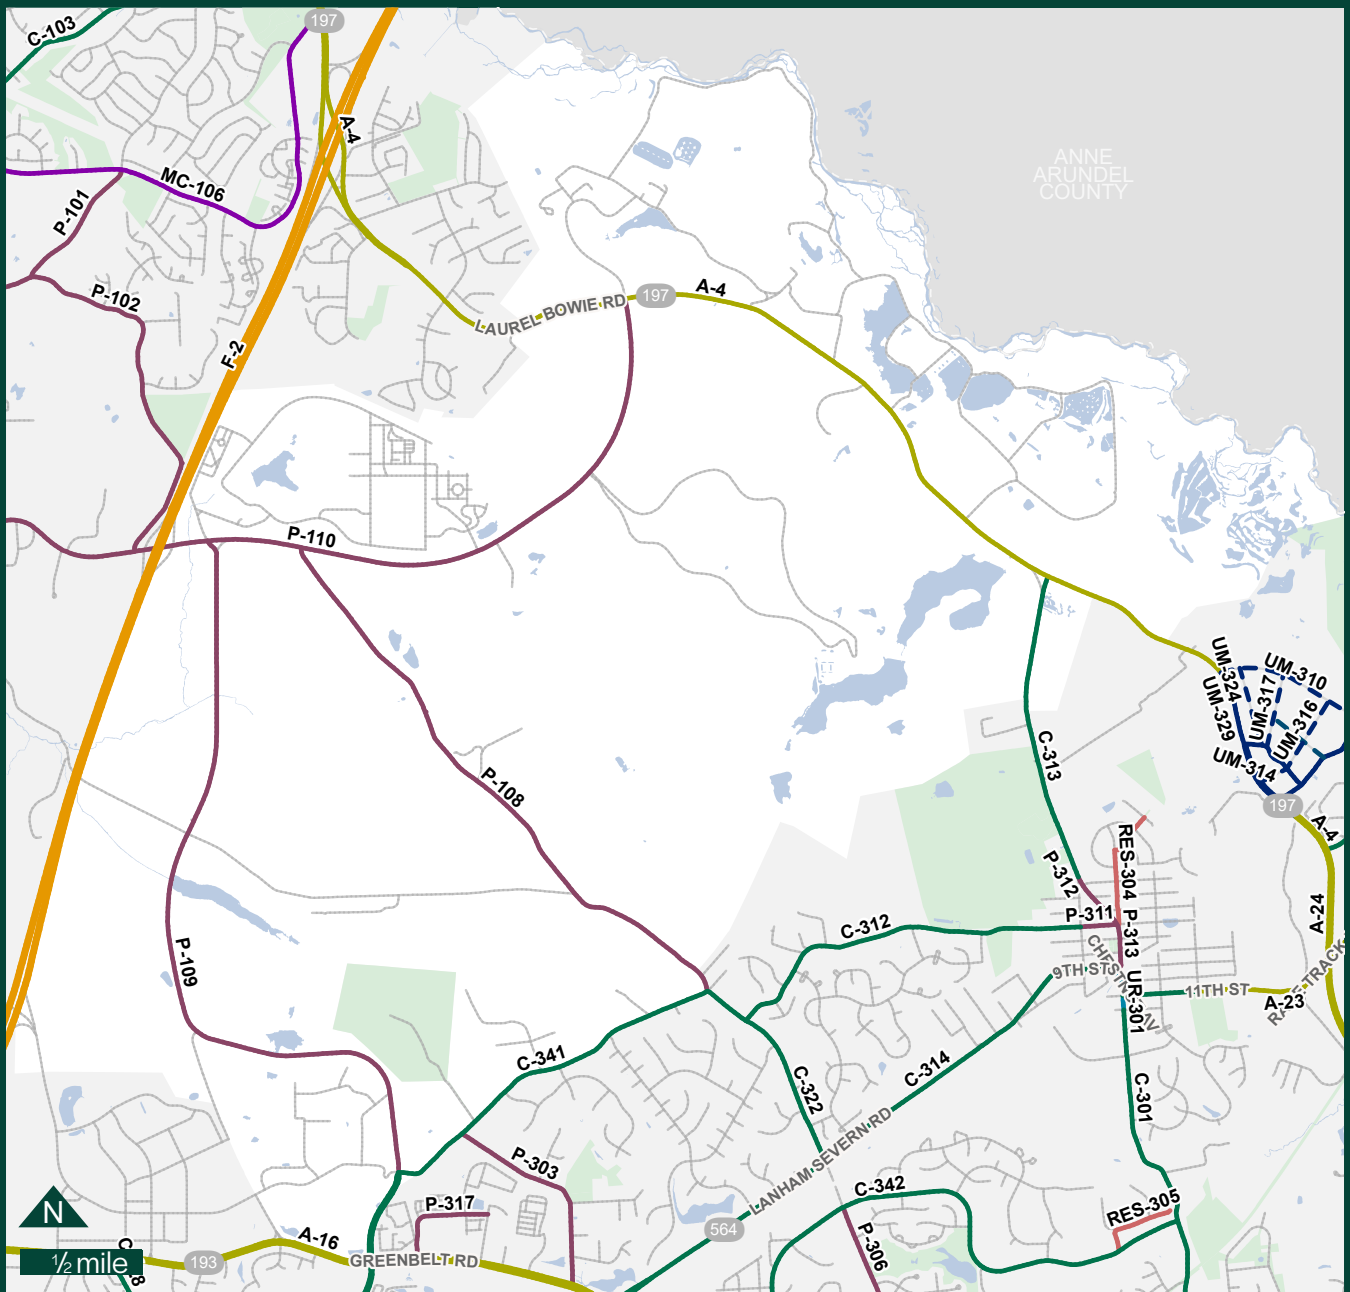 C-103
197
A-4
ANNE
ARUNDEL
COUNTY
MC-106
P-101
P-102
LAUREL BOWIE RD
197
A-4
F-2
P-110
UM-324
UM-310
UM-317
UM-329
UM-316
UM-314
C-313
P-108
197
A-4
RES-304
P-312
P-311
P-313
C-312
A-24
P-109
9TH ST
UR-301
11TH ST
A-23
C-341
C-314
C-322
C-301
LANHAM SEVERN RD
P-303
C-342
P-317
RES-305
N
564
P-306
A-16
½ mile
193
GREENBELT RD